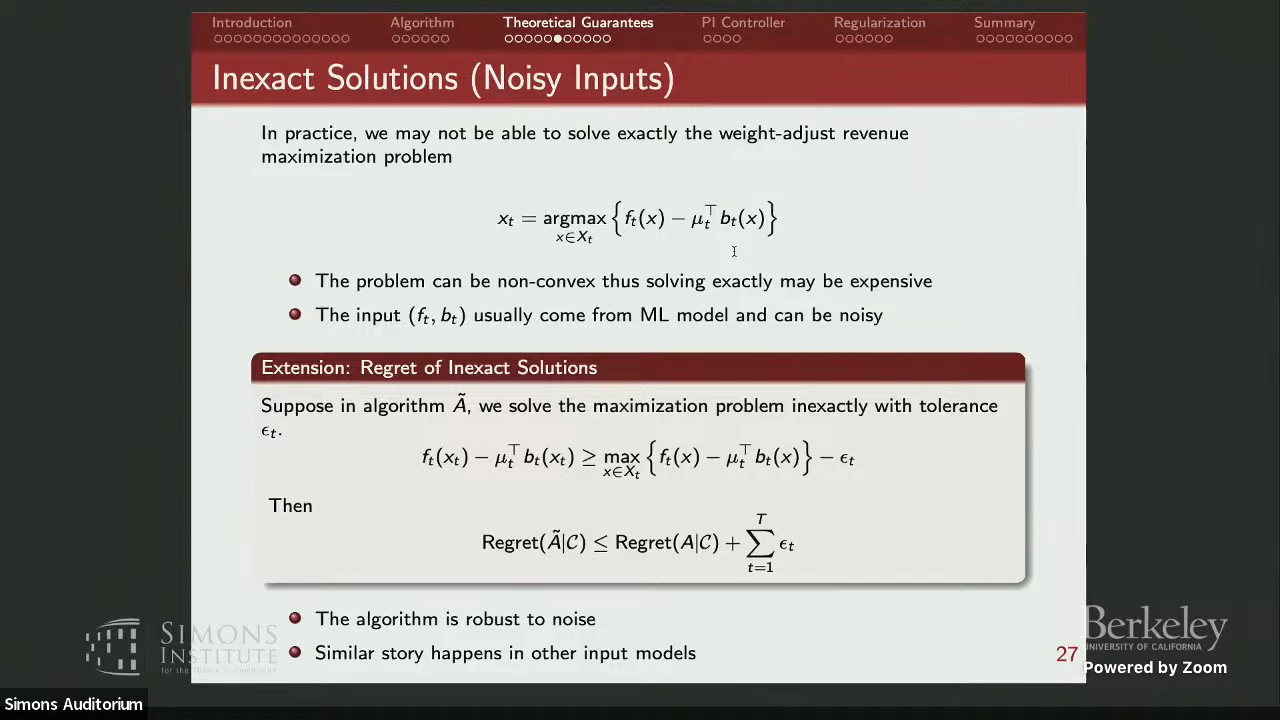 Introduction Algorithm Theoretical Guarantees PI Controller Regularization Summary
Inexact Solutions (Noisy Inputs)
In practice, we may not be able to solve exactly the weight-adjust revenue
maximization problem
x_t = argmax_{x∈X_t} { f_t(x) − μ_t^⊤ b_t(x) }
The problem can be non-convex thus solving exactly may be expensive
The input (f_t, b_t) usually come from ML model and can be noisy
Extension: Regret of Inexact Solutions
Suppose in algorithm Ã, we solve the maximization problem inexactly with tolerance
ϵ_t.
f_t(x_t) − μ_t^⊤ b_t(x_t) ≥ max_{x∈X_t} { f_t(x) − μ_t^⊤ b_t(x) } − ϵ_t
Then
Regret(Ã|C) ≤ Regret(A|C) + ∑_{t=1}^{T} ϵ_t
The algorithm is robust to noise
Similar story happens in other input models
27
SIMONS
INSTITUTE
for the Theory of Computing
Berkeley
UNIVERSITY OF CALIFORNIA
Powered by Zoom
Simons Auditorium